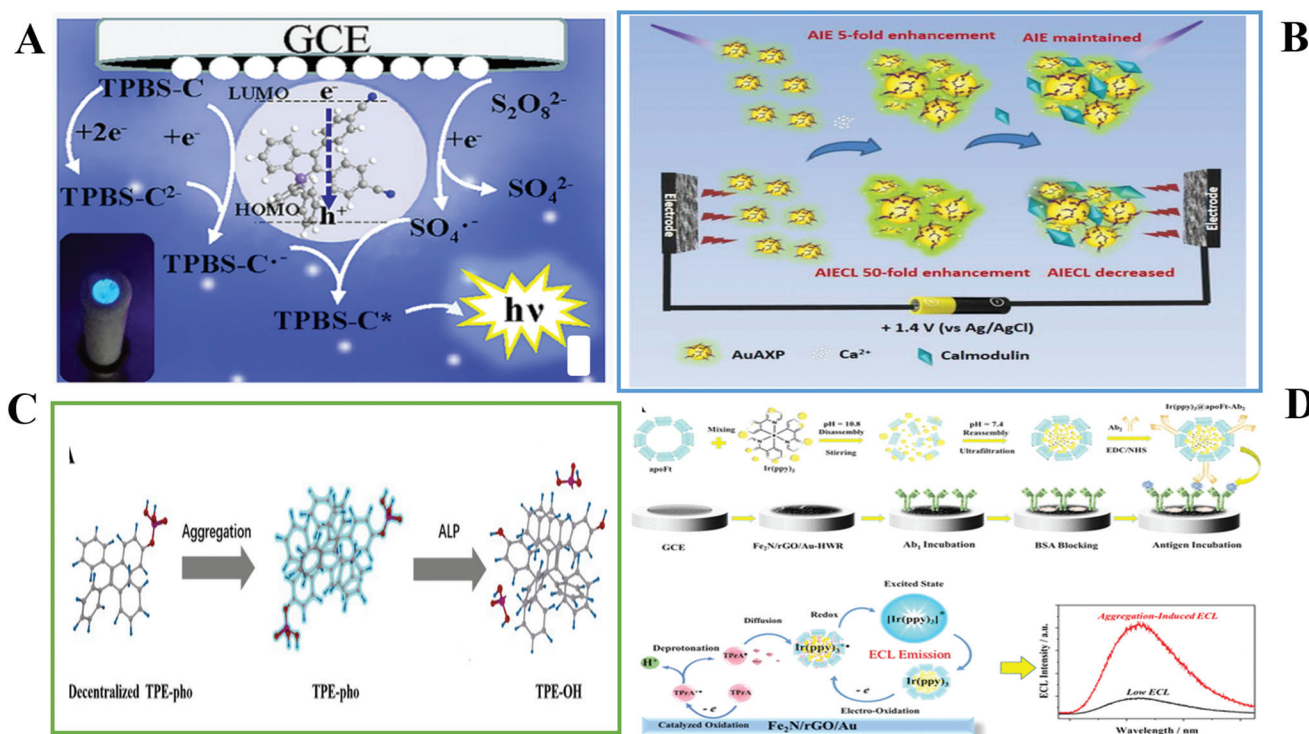 A
GCE
TPBS-C
LUMO
e⁻
S₂O₈²⁻
+2e⁻
+e⁻
+e⁻
TPBS-C²⁻
SO₄²⁻
HOMO
h⁺
SO₄·⁻
TPBS-C·⁻
TPBS-C*
hν
B
AIE 5-fold enhancement
AIE maintained
Electrode
Electrode
AIECL 50-fold enhancement
AIECL decreased
+ 1.4 V (vs Ag/AgCl)
AuAXP
Ca²⁺
Calmodulin
C
Aggregation
ALP
Decentralized TPE-pho
TPE-pho
TPE-OH
D
Ir(ppy)₃@apoFt-Ab₂
Mixing
pH = 10.8
Disassembly
pH = 7.4
Reassembly
Ab₂
Stirring
Ultrafiltration
EDC/NHS
apoFt
Ir(ppy)₃
GCE
Fe₂N/rGO/Au-HWR
Ab₁ Incubation
BSA Blocking
Antigen Incubation
Excited State
Redox
[Ir(ppy)₃]*
Diffusion
Deprotonation
Ir(ppy)₃⁺•
ECL Emission
H⁺
TPrA•
TPrA⁺•
TPrA
Ir(ppy)₃
- e
- e
Electro-Oxidation
Catalyzed Oxidation
Fe₂N/rGO/Au
ECL Intensity / a.u.
Aggregation-Induced ECL
Low ECL
Wavelength / nm